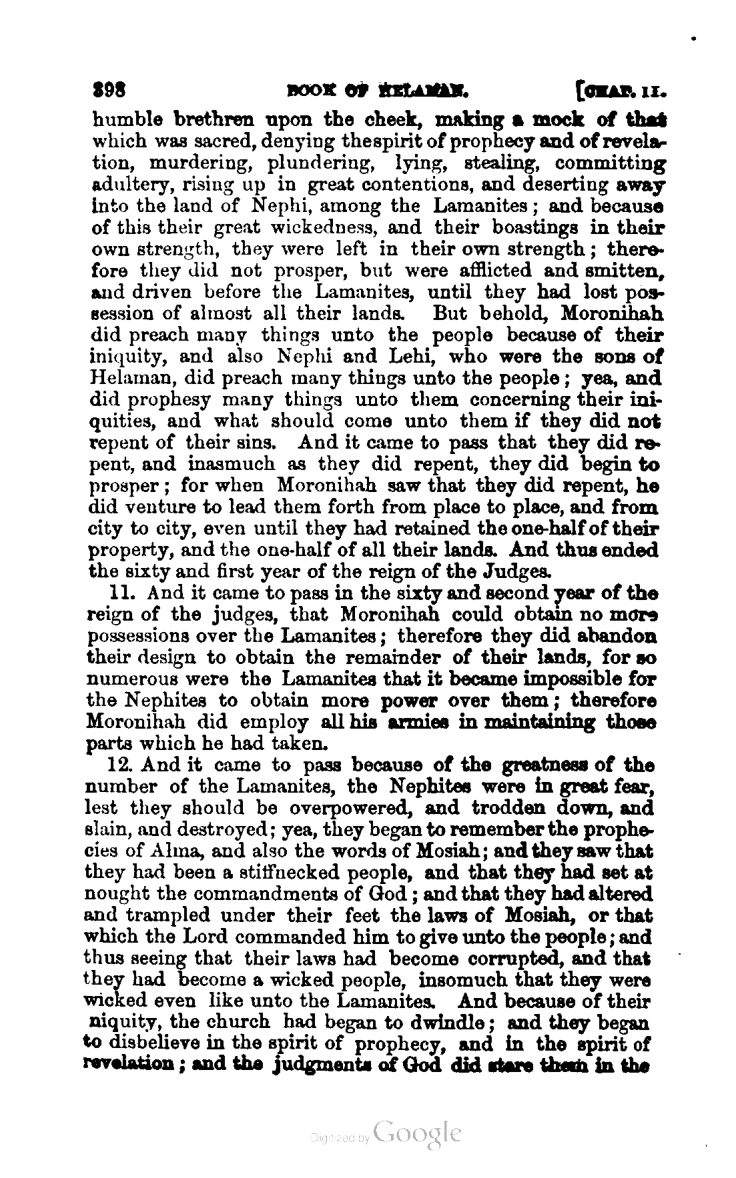 398 BOOK OF HELAMAN. [CHAP. II.
humble brethren upon the cheek, making a mock of that
which was sacred, denying thespirit of prophecy and of revela-
tion, murdering, plundering, lying, stealing, committing
adultery, rising up in great contentions, and deserting away
into the land of Nephi, among the Lamanites; and because
of this their great wickedness, and their boastings in their
own strength, they were left in their own strength; there-
fore they did not prosper, but were afflicted and smitten,
and driven before the Lamanites, until they had lost pos-
session of almost all their lands. But behold, Moronihah
did preach many things unto the people because of their
iniquity, and also Nephi and Lehi, who were the sons of
Helaman, did preach many things unto the people; yea, and
did prophesy many things unto them concerning their ini-
quities, and what should come unto them if they did not
repent of their sins. And it came to pass that they did re-
pent, and inasmuch as they did repent, they did begin to
prosper; for when Moronihah saw that they did repent, he
did venture to lead them forth from place to place, and from
city to city, even until they had retained the one-half of their
property, and the one-half of all their lands. And thus ended
the sixty and first year of the reign of the Judges.
11. And it came to pass in the sixty and second year of the
reign of the judges, that Moronihah could obtain no more
possessions over the Lamanites; therefore they did abandon
their design to obtain the remainder of their lands, for so
numerous were the Lamanites that it became impossible for
the Nephites to obtain more power over them; therefore
Moronihah did employ all his armies in maintaining those
parts which he had taken.
12. And it came to pass because of the greatness of the
number of the Lamanites, the Nephites were in great fear,
lest they should be overpowered, and trodden down, and
slain, and destroyed; yea, they began to remember the prophe-
cies of Alma, and also the words of Mosiah; and they saw that
they had been a stiffnecked people, and that they had set at
nought the commandments of God; and that they had altered
and trampled under their feet the laws of Mosiah, or that
which the Lord commanded him to give unto the people; and
thus seeing that their laws had become corrupted, and that
they had become a wicked people, insomuch that they were
wicked even like unto the Lamanites. And because of their
niquity, the church had began to dwindle; and they began
to disbelieve in the spirit of prophecy, and in the spirit of
revelation; and the judgments of God did stare them in the
Digitized by Google